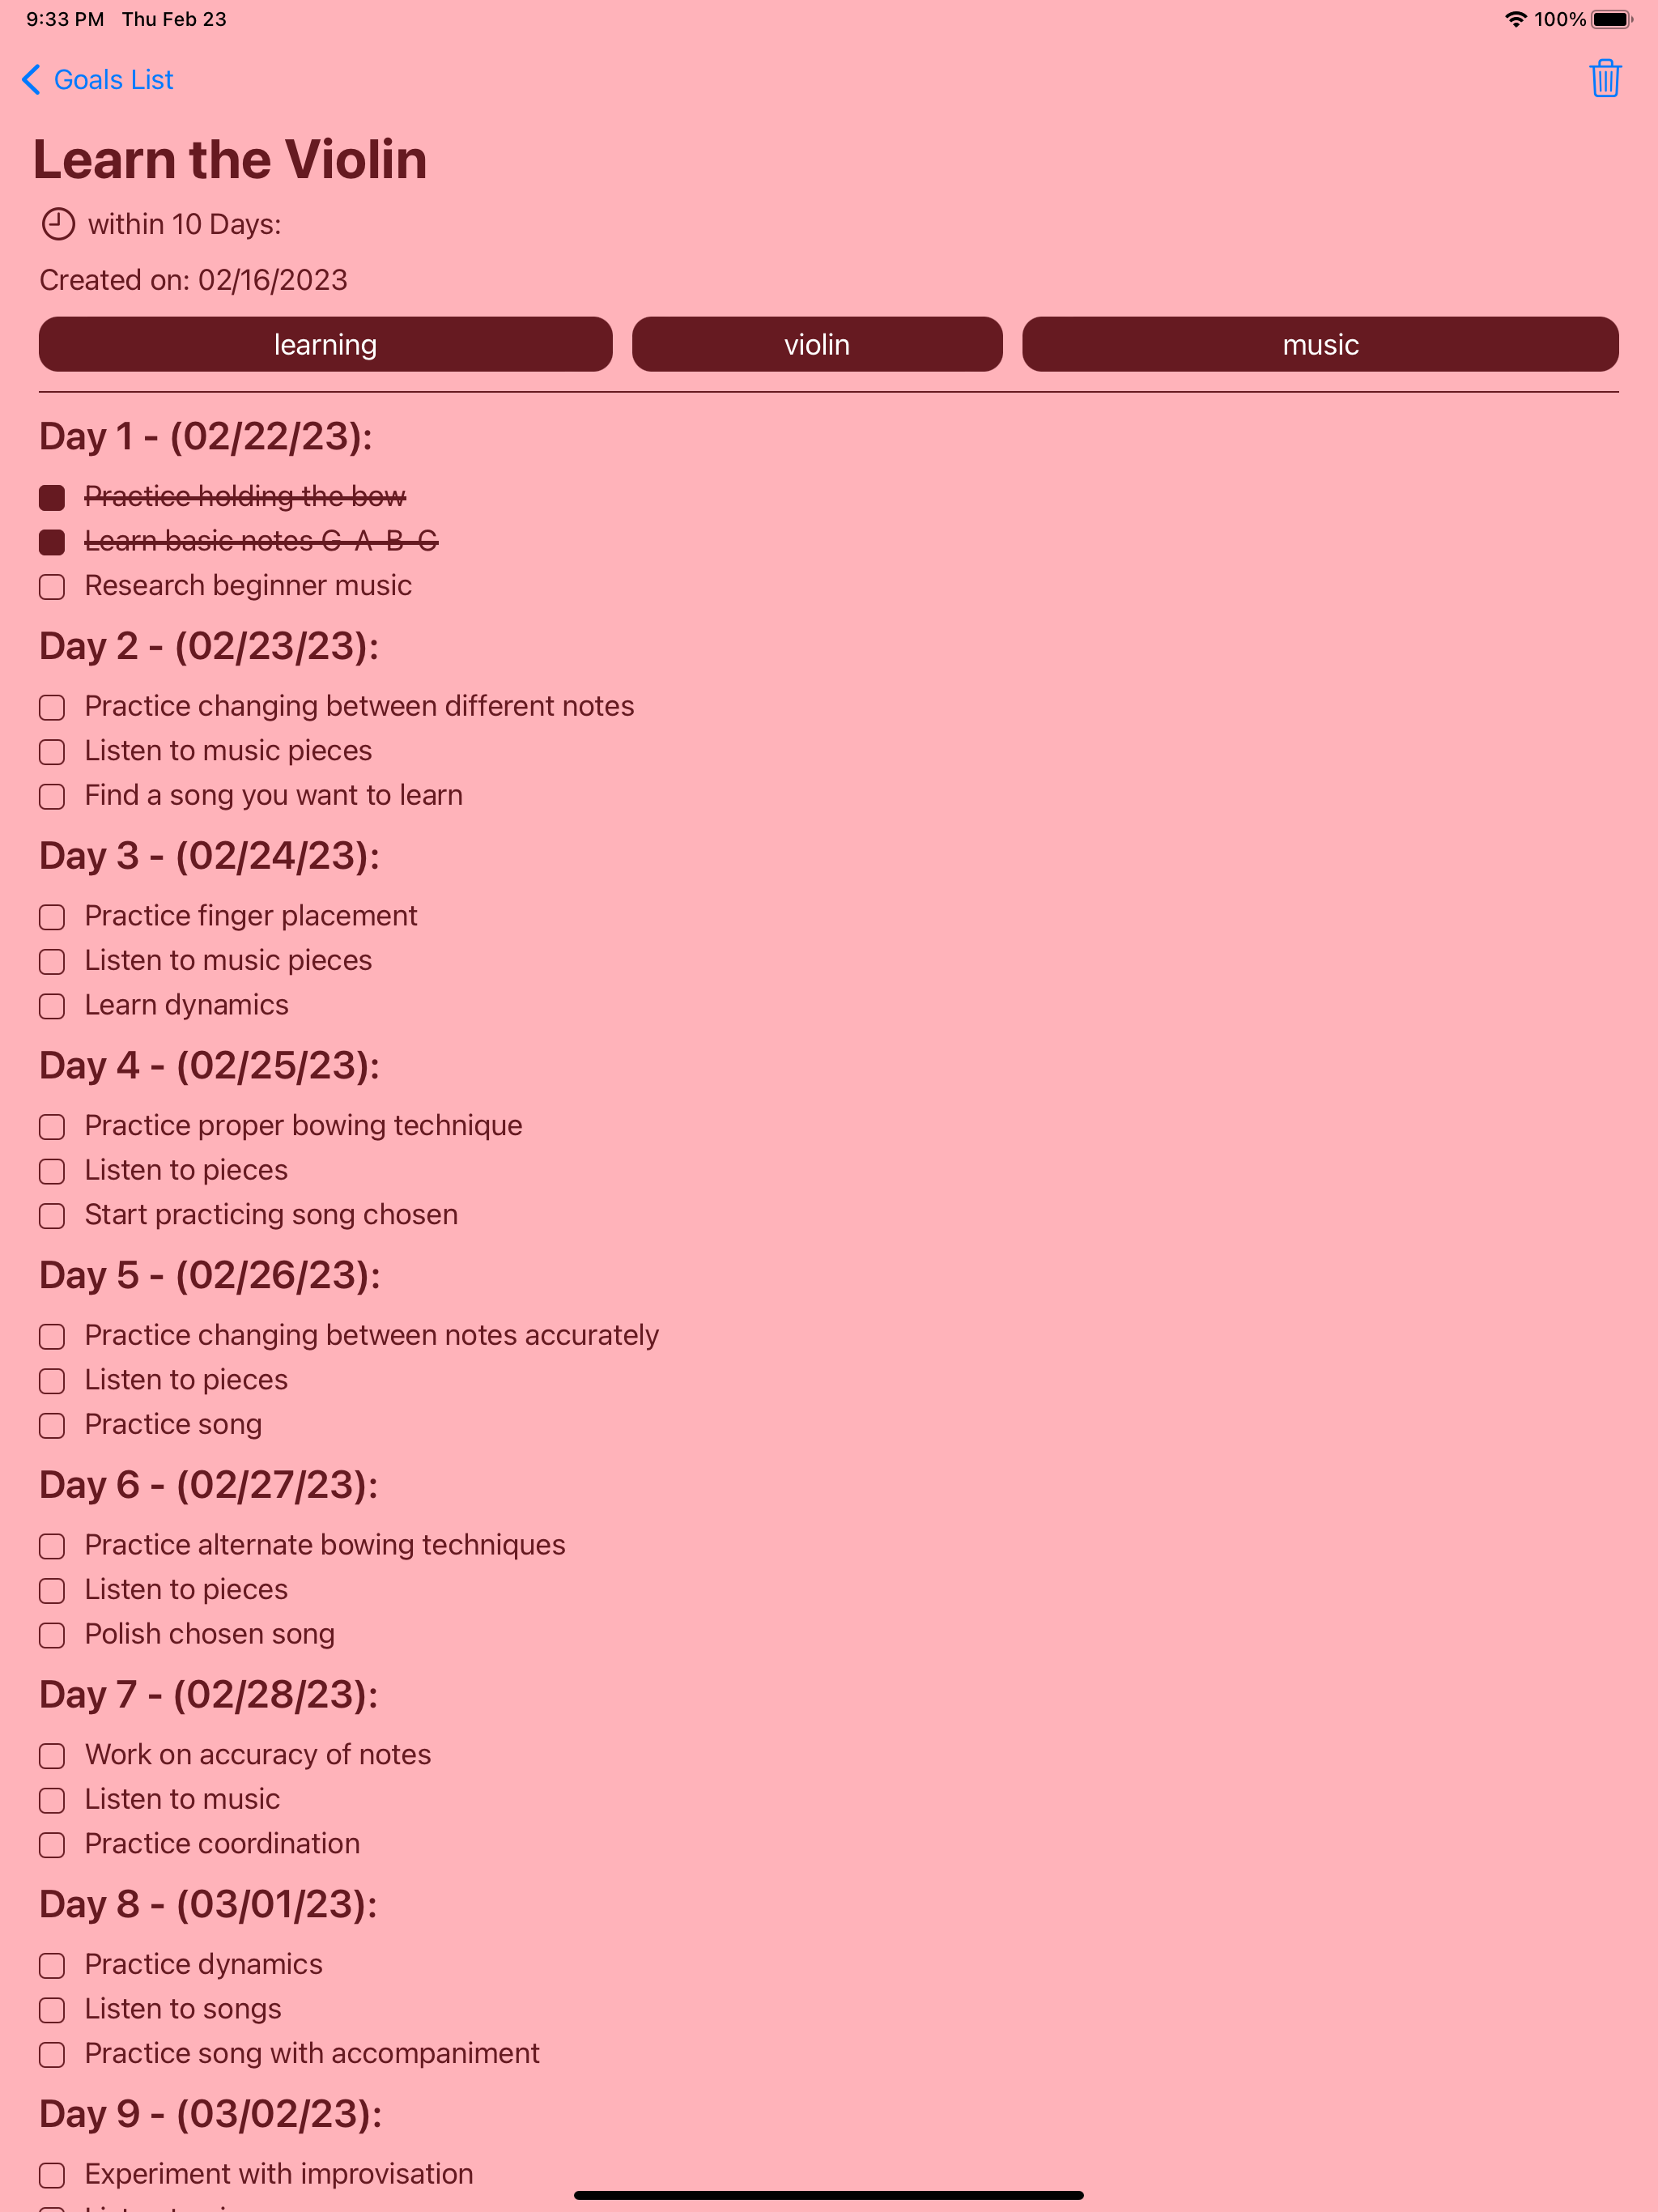 9:33 PM Thu Feb 23 100%
Goals List
Learn the Violin
within 10 Days:
Created on: 02/16/2023
learning violin music
Day 1 - (02/22/23):
Practice holding the bow
Learn basic notes G-A-B-C
Research beginner music
Day 2 - (02/23/23):
Practice changing between different notes
Listen to music pieces
Find a song you want to learn
Day 3 - (02/24/23):
Practice finger placement
Listen to music pieces
Learn dynamics
Day 4 - (02/25/23):
Practice proper bowing technique
Listen to pieces
Start practicing song chosen
Day 5 - (02/26/23):
Practice changing between notes accurately
Listen to pieces
Practice song
Day 6 - (02/27/23):
Practice alternate bowing techniques
Listen to pieces
Polish chosen song
Day 7 - (02/28/23):
Work on accuracy of notes
Listen to music
Practice coordination
Day 8 - (03/01/23):
Practice dynamics
Listen to songs
Practice song with accompaniment
Day 9 - (03/02/23):
Experiment with improvisation